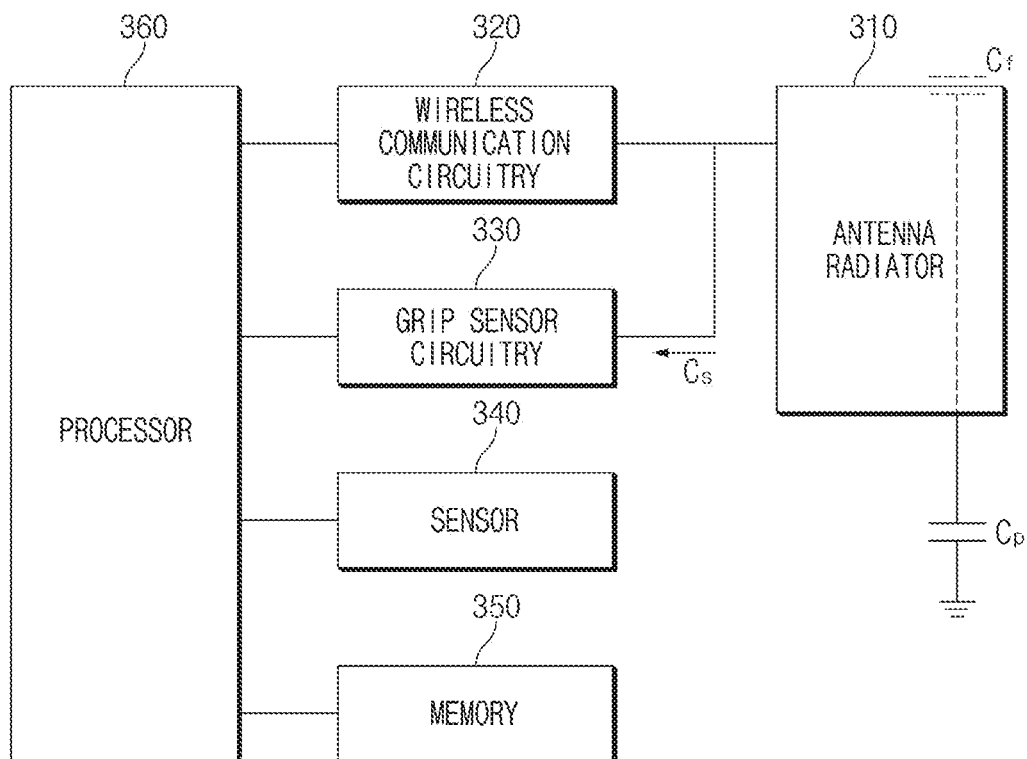 360
320
310
Cf
WIRELESS
COMMUNICATION
CIRCUITRY
330
ANTENNA
RADIATOR
GRIP SENSOR
CIRCUITRY
Cs
PROCESSOR
340
SENSOR
Cp
350
MEMORY